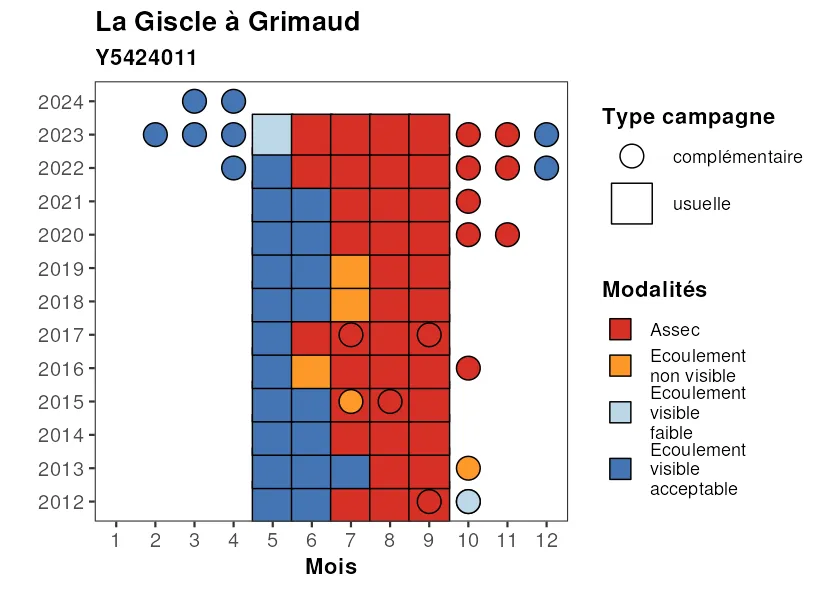 La Giscle à Grimaud
Y5424011
2024
2023
2022
2021
2020
2019
2018
2017
2016
2015
2014
2013
2012
1 2 3 4 5 6 7 8 9 10 11 12
Mois
Type campagne
complémentaire
usuelle
Modalités
Assec
Ecoulement
non visible
Ecoulement
visible
faible
Ecoulement
visible
acceptable